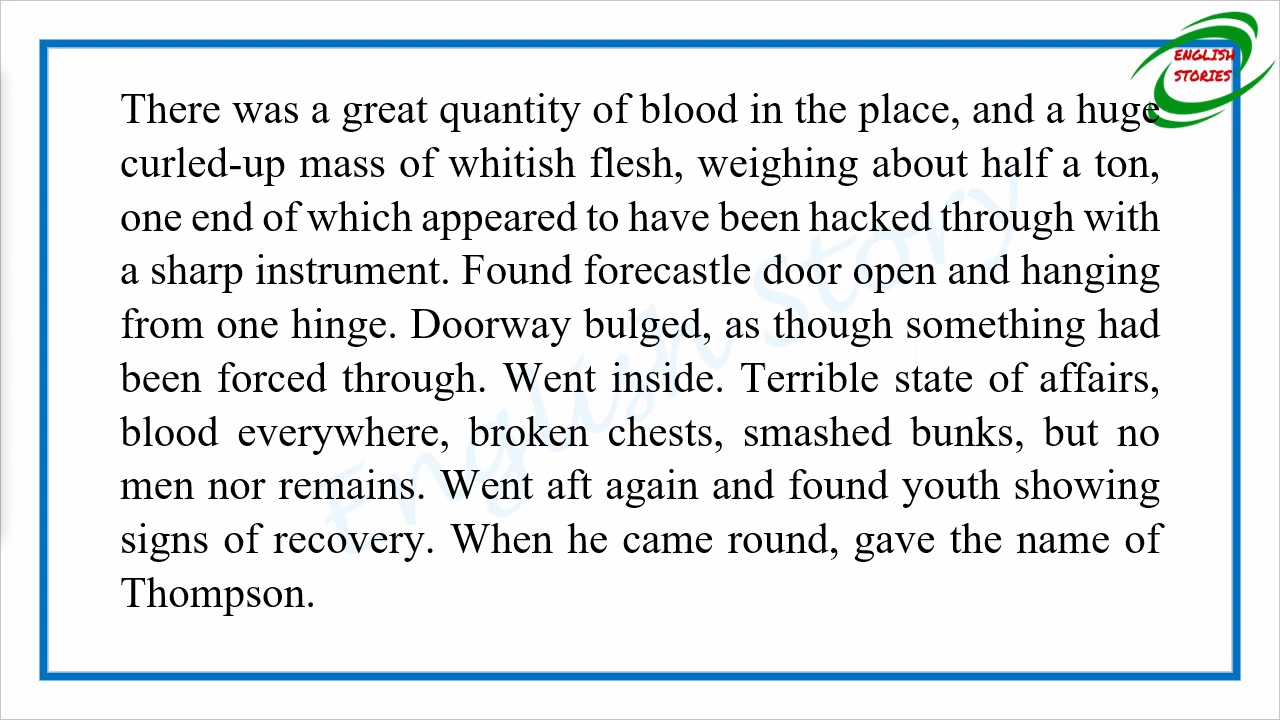 ENGLISH
STORIES
There was a great quantity of blood in the place, and a huge
curled-up mass of whitish flesh, weighing about half a ton,
one end of which appeared to have been hacked through with
a sharp instrument. Found forecastle door open and hanging
from one hinge. Doorway bulged, as though something had
been forced through. Went inside. Terrible state of affairs,
blood everywhere, broken chests, smashed bunks, but no
men nor remains. Went aft again and found youth showing
signs of recovery. When he came round, gave the name of
Thompson.
English Story